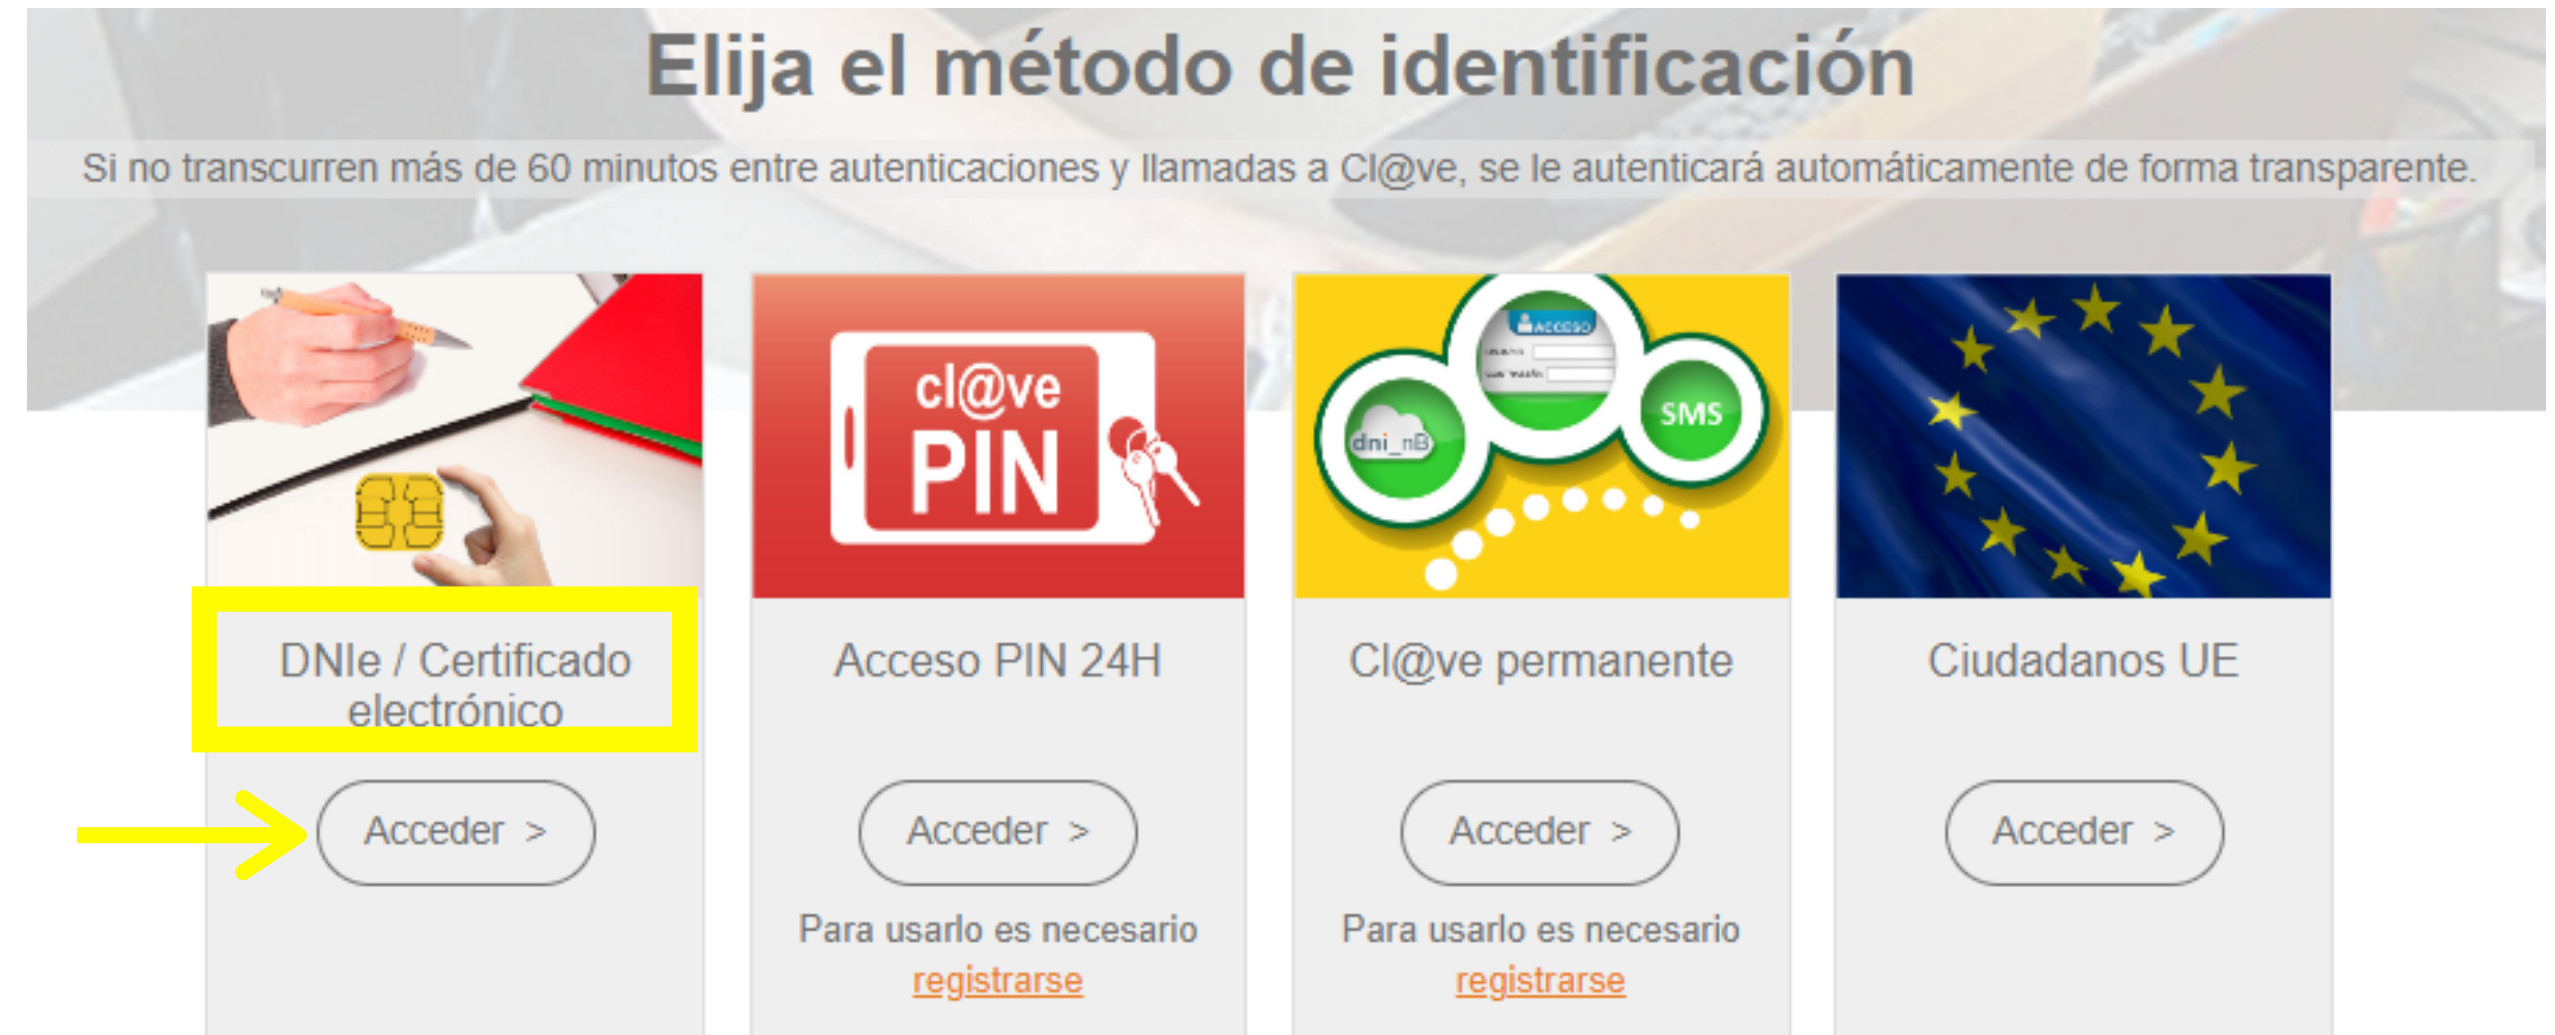 Elija el método de identificación
Si no transcurren más de 60 minutos entre autenticaciones y llamadas a Cl@ve, se le autenticará automáticamente de forma transparente.
cl@ve
PIN
ACCESO
dni_nB
SMS
DNIe / Certificado
electrónico
Acceder >
Acceso PIN 24H
Acceder >
Para usarlo es necesario
registrarse
Cl@ve permanente
Acceder >
Para usarlo es necesario
registrarse
Ciudadanos UE
Acceder >